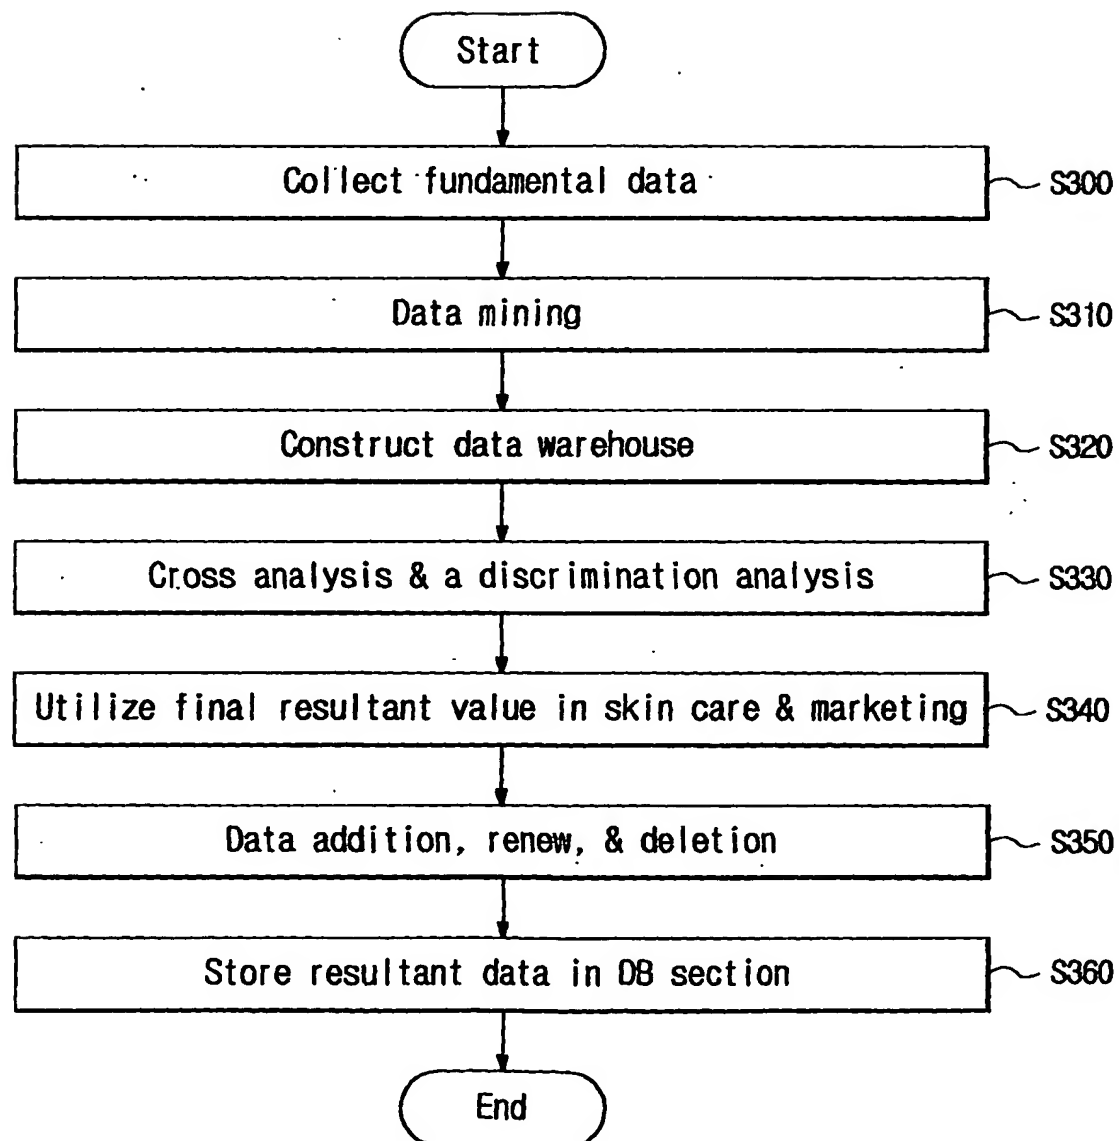 Start
Collect fundamental data
S300
Data mining
S310
Construct data warehouse
S320
Cross analysis & a discrimination analysis
S330
Utilize final resultant value in skin care & marketing
S340
Data addition, renew, & deletion
S350
Store resultant data in DB section
S360
End